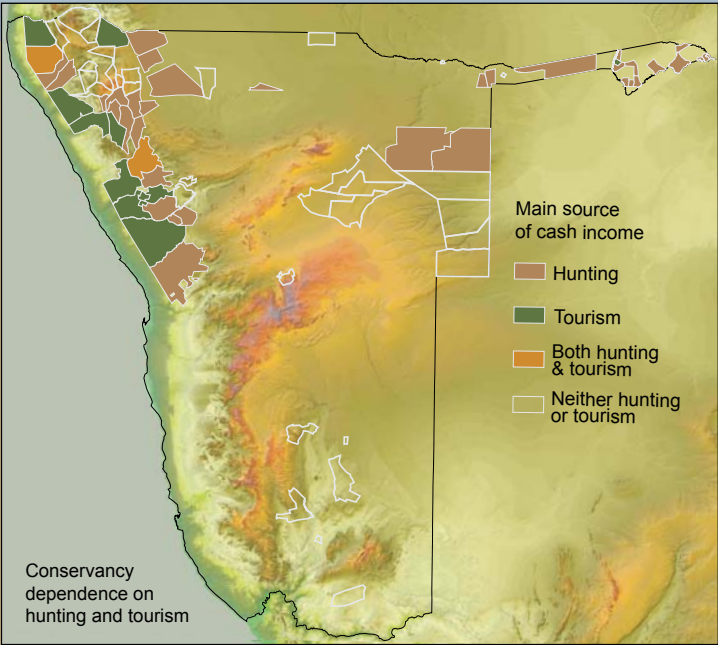 Main source
of cash income
Hunting
Tourism
Both hunting
& tourism
Neither hunting
or tourism
Conservancy
dependence on
hunting and tourism